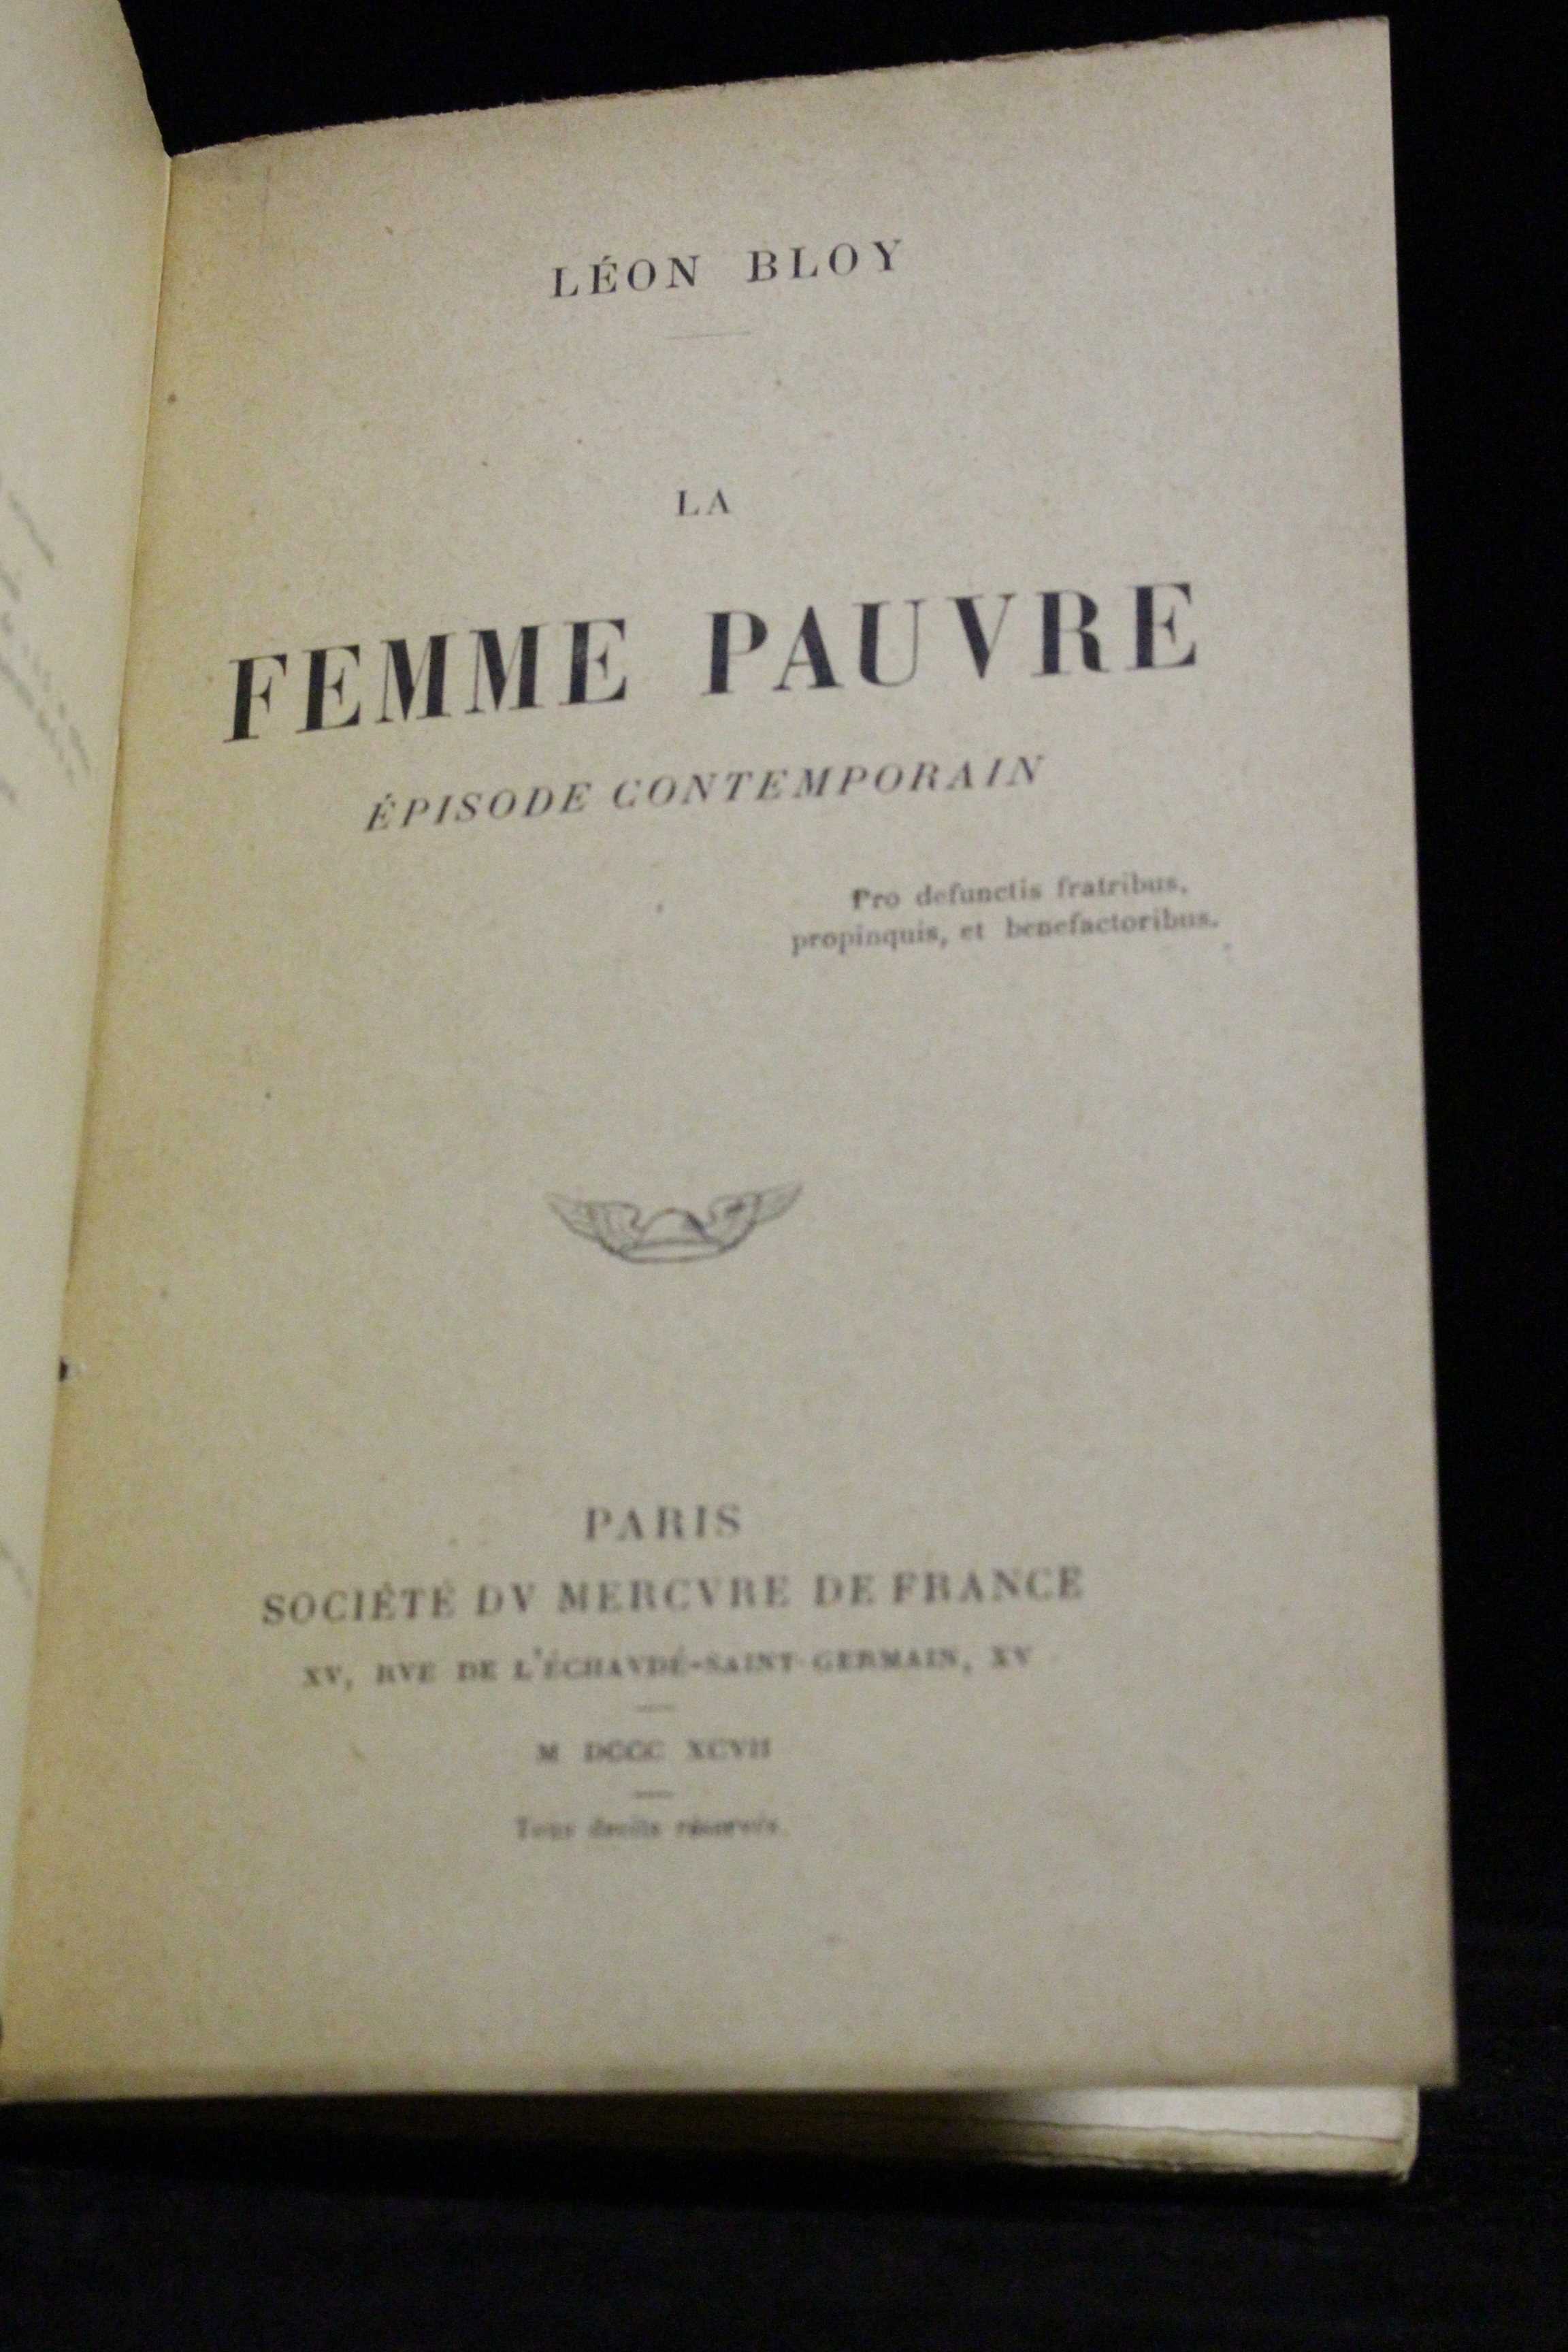 LÉON BLOY
LA
FEMME PAUVRE
ÉPISODE CONTEMPORAIN
Pro defunctis fratribus,
propinquis, et benefactoribus.
PARIS
SOCIÉTÉ DV MERCVRE DE FRANCE
XV, RVE DE L'ÉCHAVDÉ-SAINT-GERMAIN, XV
M DCCC XCVII
Tous droits réservés.